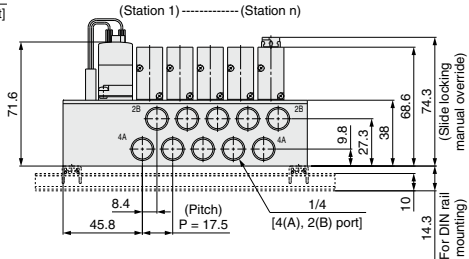 t]
(Station 1) ---------- (Station n)
71.6
2B
2B
4A
4A
9.8
27.3
38
68.6
74.3
(Slide locking
manual override)
8.4
45.8
(Pitch)
P = 17.5
1/4
[4(A), 2(B) port]
10
14.3
(For DIN rail
mounting)